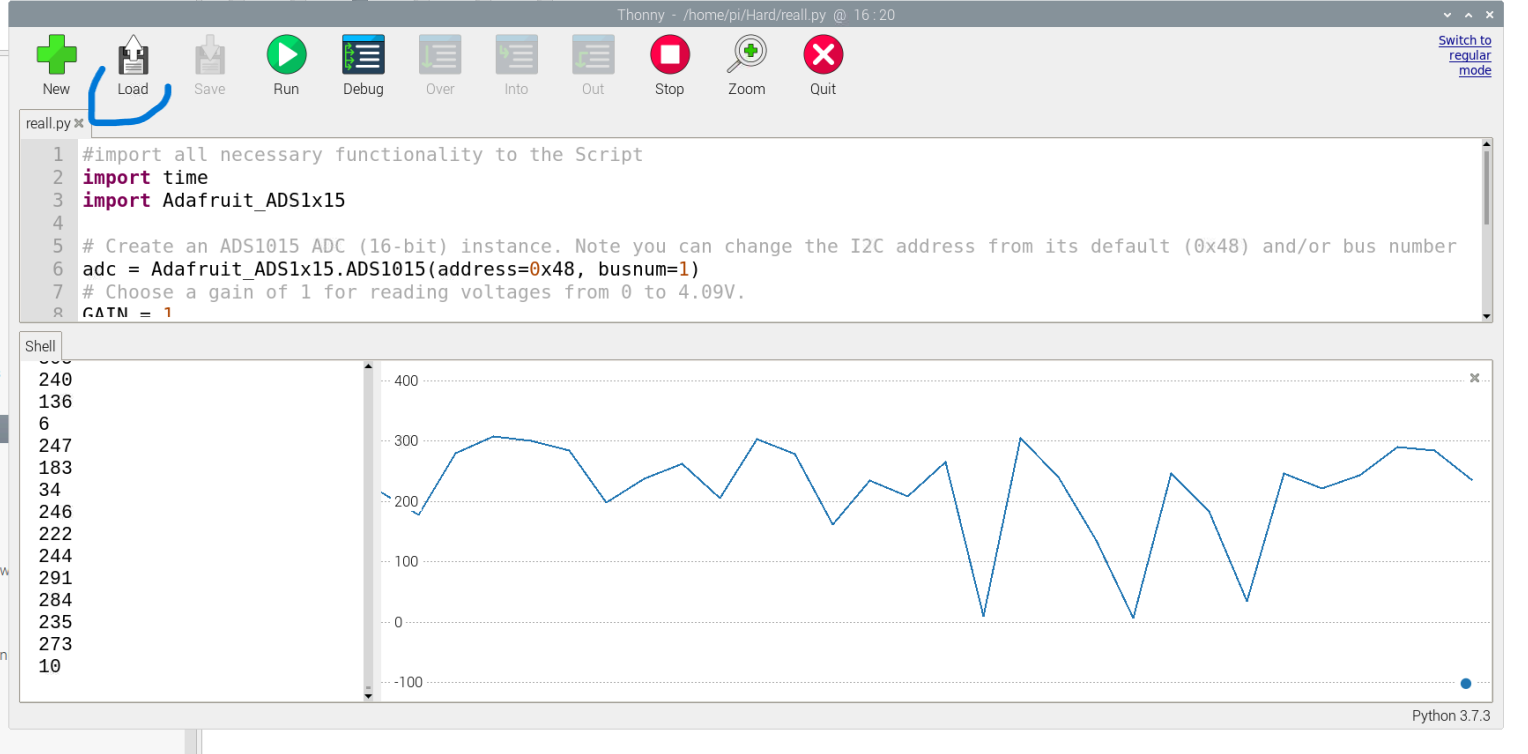 Thonny - /home/pi/Hard/reall.py @ 16:20
New Load Save Run Debug Over Into Out Stop Zoom Quit
Switch to
regular
mode
reall.py
1 #import all necessary functionality to the Script
2 import time
3 import Adafruit_ADS1x15
4
5 # Create an ADS1015 ADC (16-bit) instance. Note you can change the I2C address from its default (0x48) and/or bus number
6 adc = Adafruit_ADS1x15.ADS1015(address=0x48, busnum=1)
7 # Choose a gain of 1 for reading voltages from 0 to 4.09V.
8 GAIN = 1
Shell
240
136
6
247
183
34
246
222
244
291
284
235
273
10
400
300
200
100
0
-100
Python 3.7.3